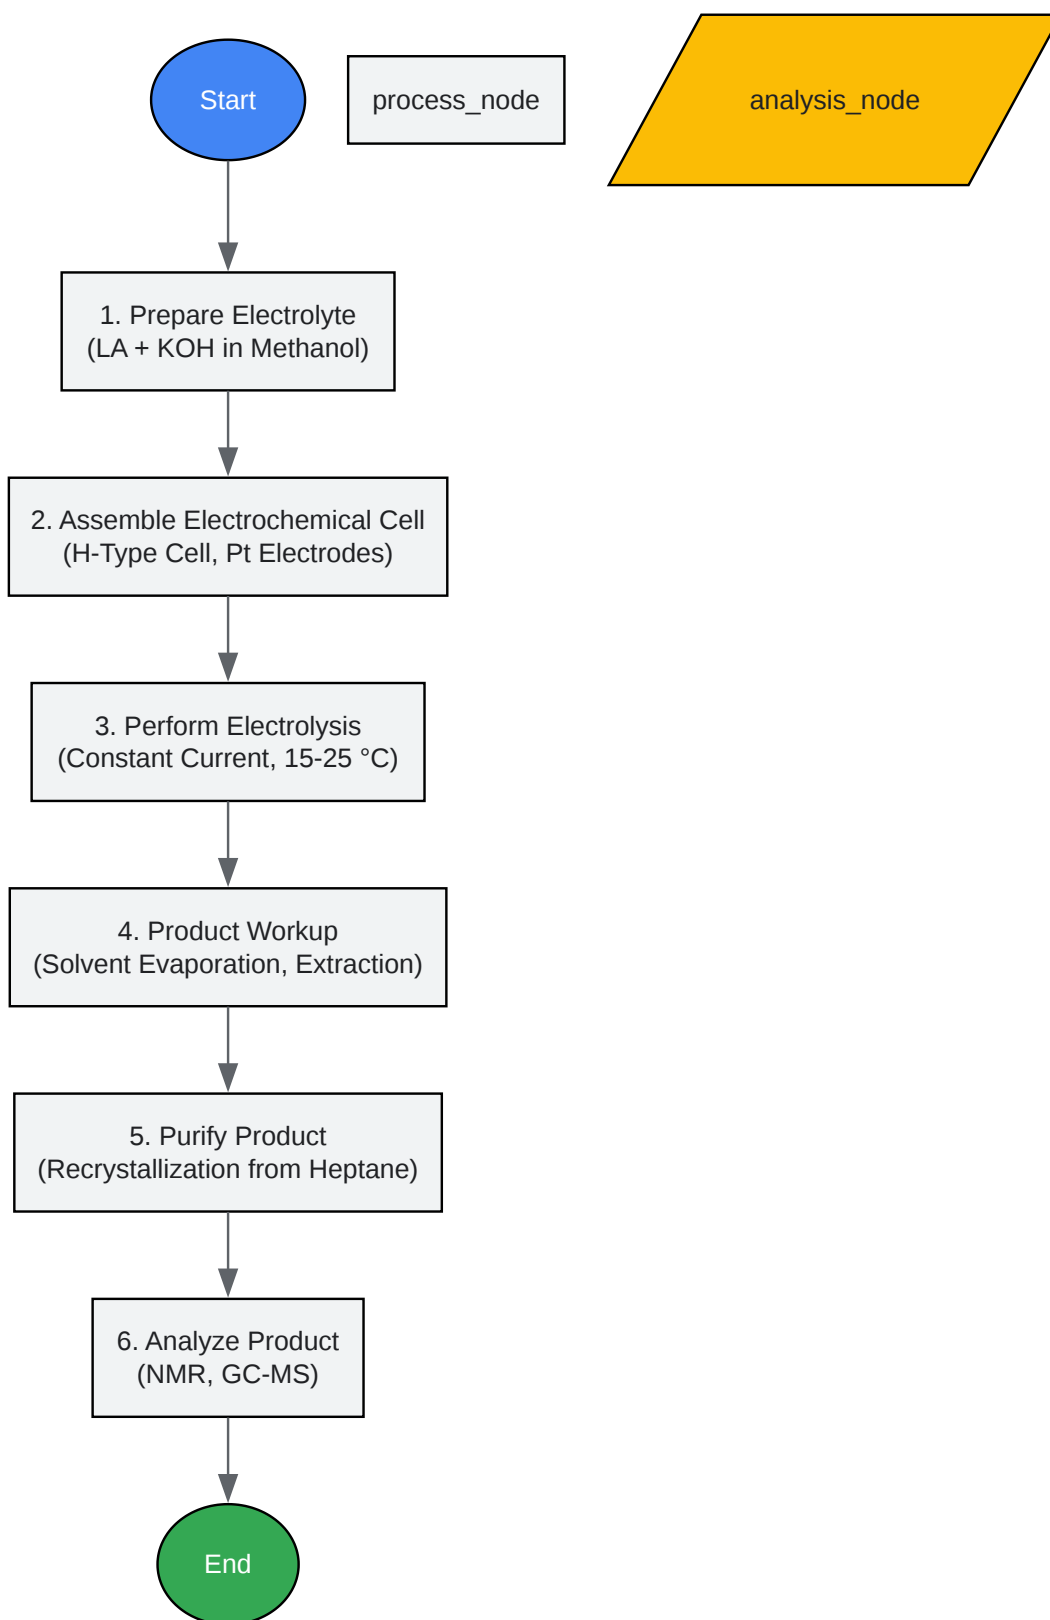 Start
process_node
analysis_node
1. Prepare Electrolyte
(LA + KOH in Methanol)
2. Assemble Electrochemical Cell
(H-Type Cell, Pt Electrodes)
3. Perform Electrolysis
(Constant Current, 15-25 °C)
4. Product Workup
(Solvent Evaporation, Extraction)
5. Purify Product
(Recrystallization from Heptane)
6. Analyze Product
(NMR, GC-MS)
End